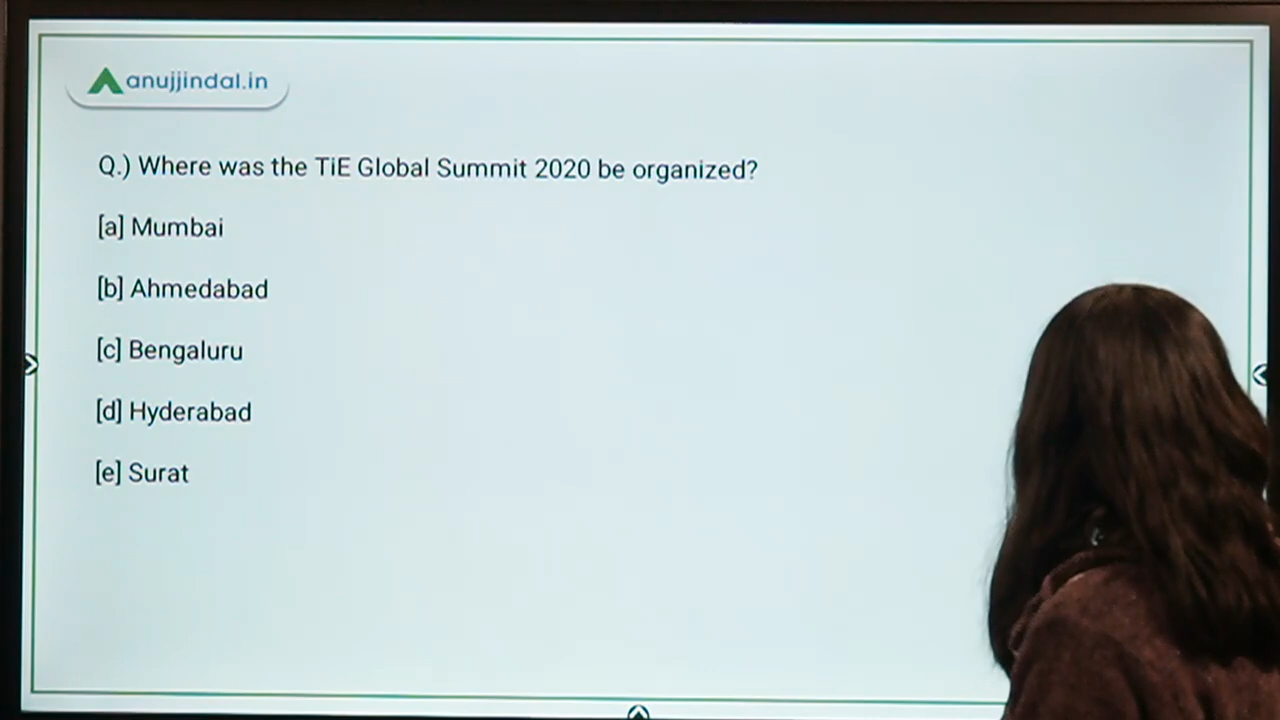 anujjindal.in
Q.) Where was the TiE Global Summit 2020 be organized?
[a] Mumbai
[b] Ahmedabad
[c] Bengaluru
[d] Hyderabad
[e] Surat